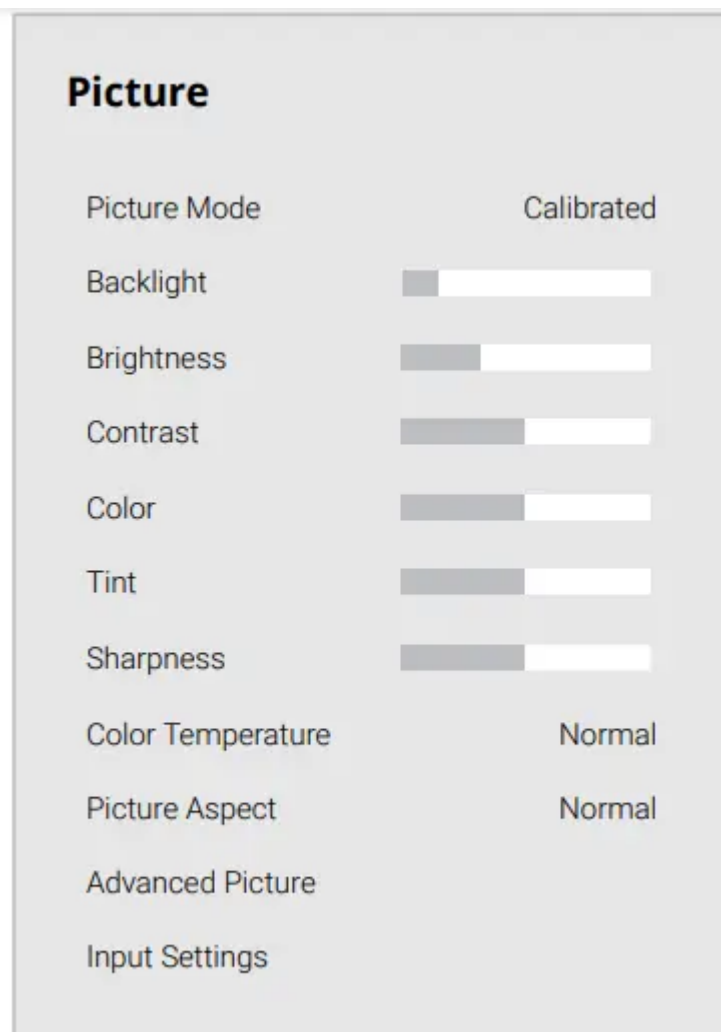 Picture
Picture Mode Calibrated
Backlight
Brightness
Contrast
Color
Tint
Sharpness
Color Temperature Normal
Picture Aspect Normal
Advanced Picture
Input Settings